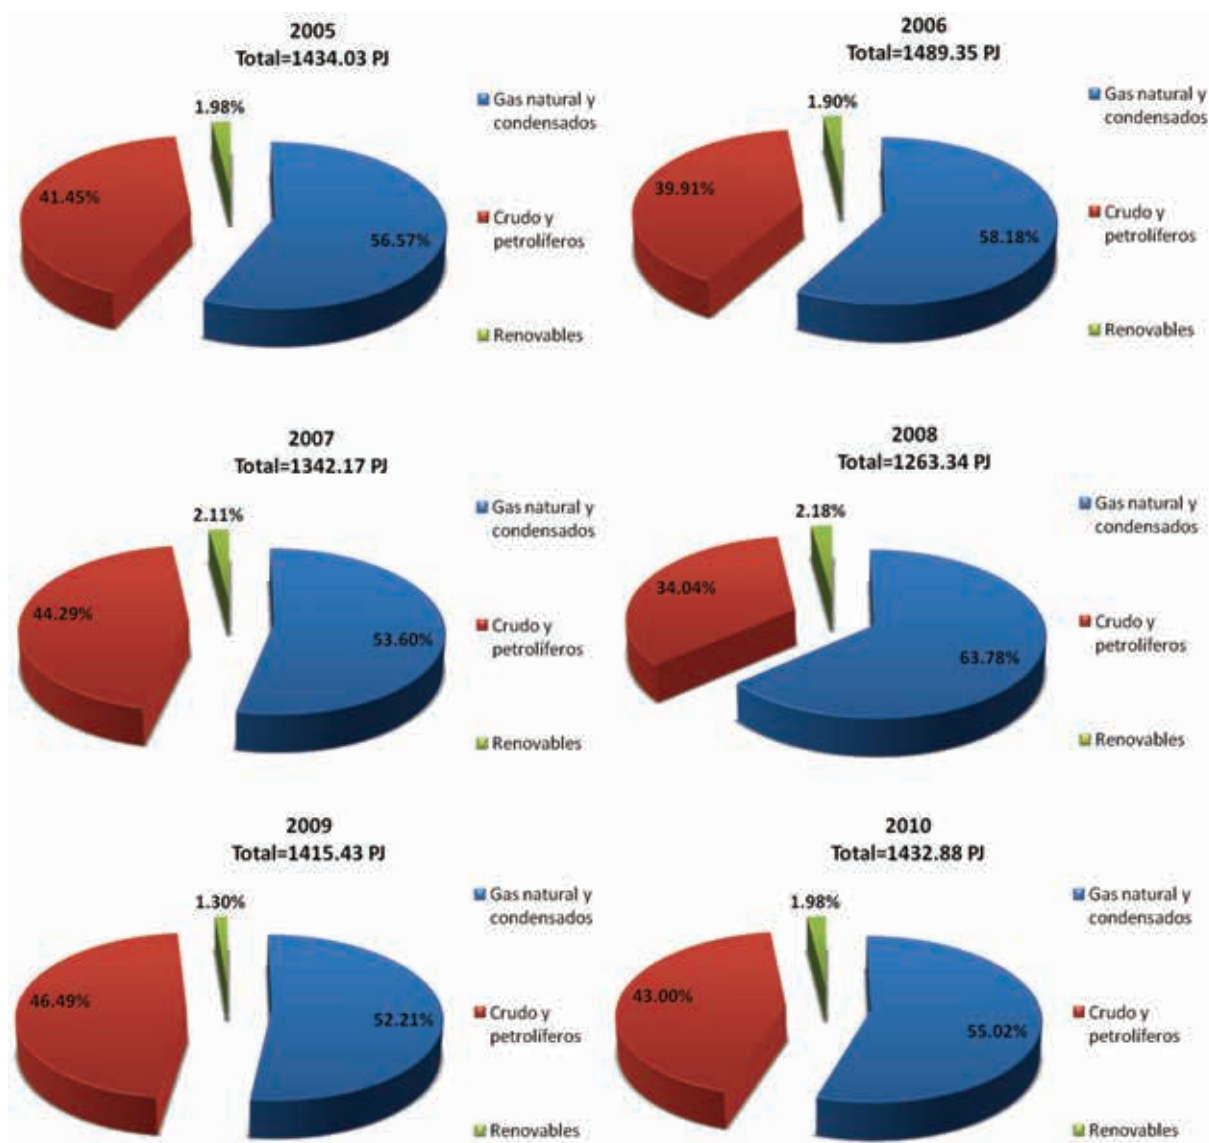 2005
Total=1434.03 PJ
1.98%
41.45%
56.57%
Gas natural y
condensados
Crudo y
petrolíferos
Renovables
2006
Total=1489.35 PJ
1.90%
39.91%
58.18%
Gas natural y
condensados
Crudo y
petrolíferos
Renovables
2007
Total=1342.17 PJ
2.11%
44.29%
53.60%
Gas natural y
condensados
Crudo y
petrolíferos
Renovables
2008
Total=1263.34 PJ
2.18%
34.04%
63.78%
Gas natural y
condensados
Crudo y
petrolíferos
Renovables
2009
Total=1415.43 PJ
1.30%
46.49%
52.21%
Gas natural y
condensados
Crudo y
petrolíferos
Renovables
2010
Total=1432.88 PJ
1.98%
43.00%
55.02%
Gas natural y
condensados
Crudo y
petrolíferos
Renovables